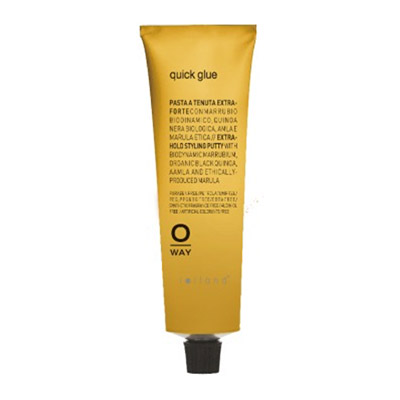 quick glue
PASTA A TENUTA EXTRA-
FORTE CON MARRUBIO
BIODINAMICO, QUINOA
NERA BIOLOGICA, AMLA E
MARULA ETICA // EXTRA-
HOLD STYLING PUTTY WITH
BIODYNAMIC MARRUBIUM,
ORGANIC BLACK QUINOA,
AAMLA AND ETHICALLY-
PRODUCED MARULA
O
WAY